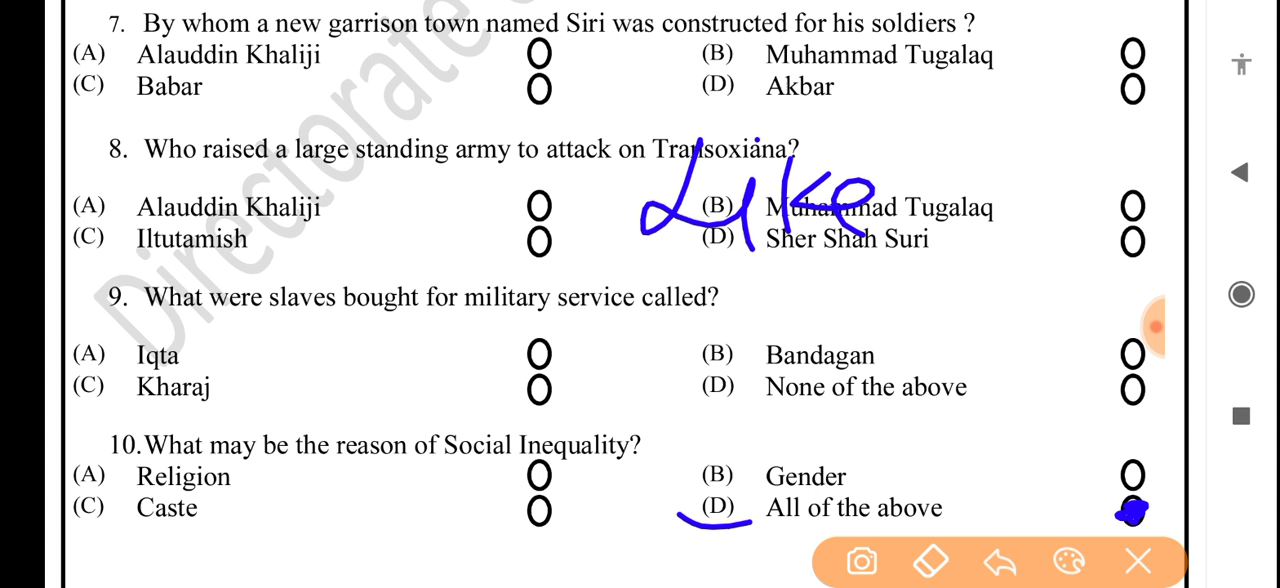 7. By whom a new garrison town named Siri was constructed for his soldiers ?
(A) Alauddin Khaliji (B) Muhammad Tugalaq
(C) Babar (D) Akbar
8. Who raised a large standing army to attack on Transoxiana?
(A) Alauddin Khaliji (B) Muhammad Tugalaq
Like
(C) Iltutamish (D) Sher Shah Suri
9. What were slaves bought for military service called?
(A) Iqta (B) Bandagan
(C) Kharaj (D) None of the above
10. What may be the reason of Social Inequality?
(A) Religion (B) Gender
(C) Caste (D) All of the above
Directorate